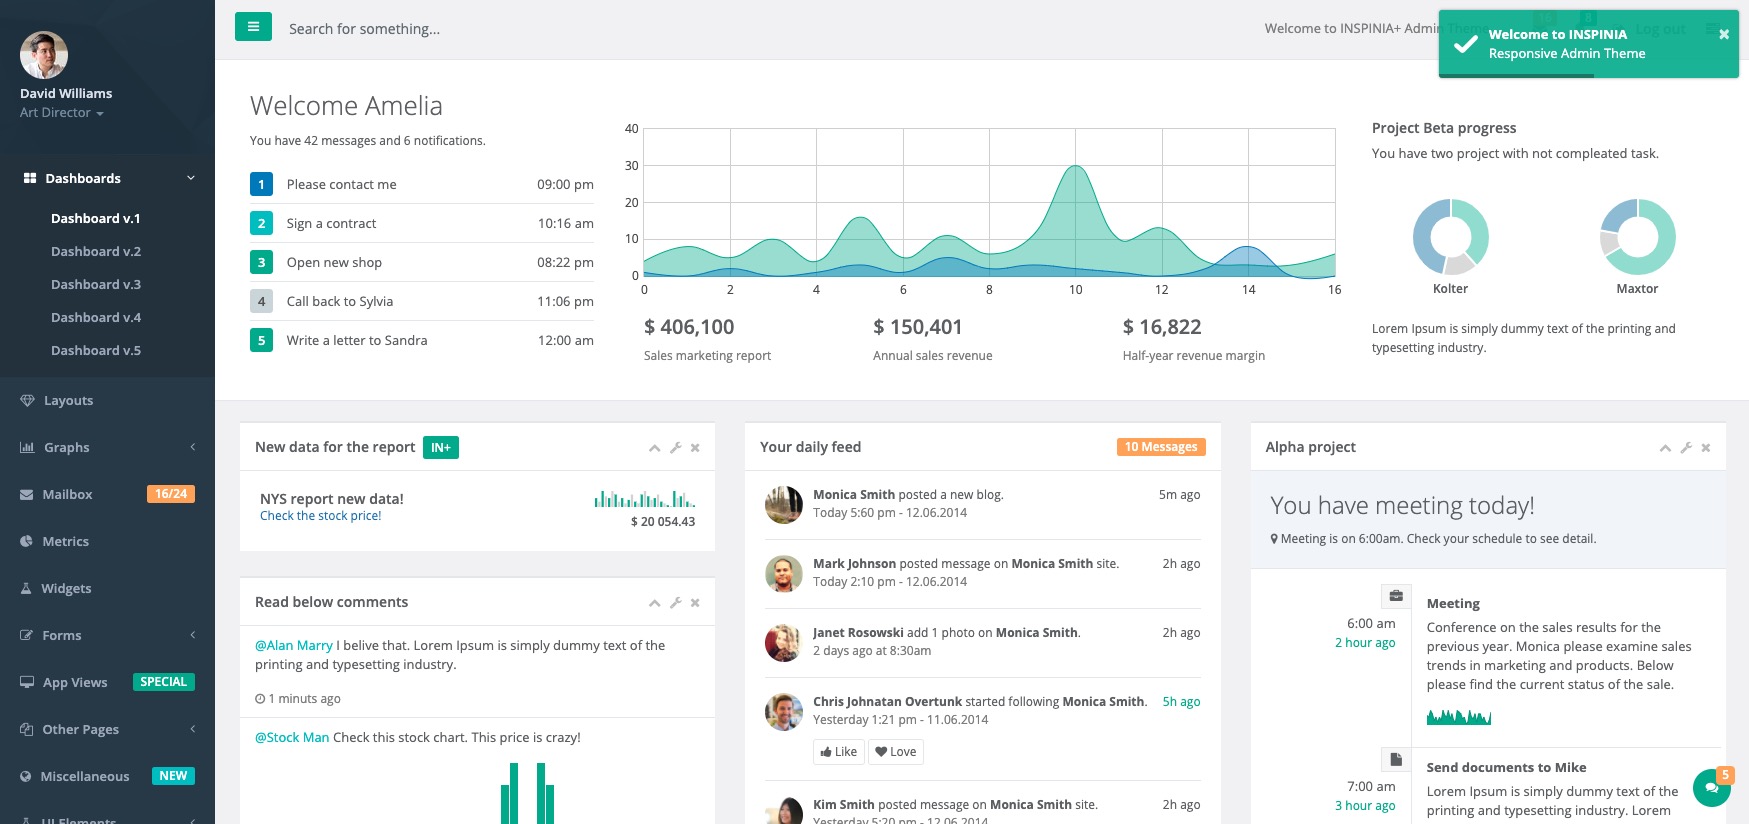 David Williams
Art Director
Dashboards
Dashboard v.1
Dashboard v.2
Dashboard v.3
Dashboard v.4
Dashboard v.5
Layouts
Graphs
Mailbox 16/24
Metrics
Widgets
Forms
App Views SPECIAL
Other Pages
Miscellaneous NEW
UI Elements
Search for something...
Welcome to INSPINIA+ Admin Theme
16 8
Log out
Welcome to INSPINIA
Responsive Admin Theme
Welcome Amelia
You have 42 messages and 6 notifications.
1 Please contact me 09:00 pm
2 Sign a contract 10:16 am
3 Open new shop 08:22 pm
4 Call back to Sylvia 11:06 pm
5 Write a letter to Sandra 12:00 am
40
30
20
10
0
0 2 4 6 8 10 12 14 16
$ 406,100
Sales marketing report
$ 150,401
Annual sales revenue
$ 16,822
Half-year revenue margin
Project Beta progress
You have two project with not compleated task.
Kolter
Maxtor
Lorem Ipsum is simply dummy text of the printing and
typesetting industry.
New data for the report IN+
NYS report new data!
Check the stock price!
$ 20 054.43
Read below comments
@Alan Marry I belive that. Lorem Ipsum is simply dummy text of the
printing and typesetting industry.
1 minuts ago
@Stock Man Check this stock chart. This price is crazy!
Your daily feed 10 Messages
Monica Smith posted a new blog. 5m ago
Today 5:60 pm - 12.06.2014
Mark Johnson posted message on Monica Smith site. 2h ago
Today 2:10 pm - 12.06.2014
Janet Rosowski add 1 photo on Monica Smith. 2h ago
2 days ago at 8:30am
Chris Johnatan Overtunk started following Monica Smith. 5h ago
Yesterday 1:21 pm - 11.06.2014
Like Love
Kim Smith posted message on Monica Smith site. 2h ago
Yesterday 5:20 pm - 12.06.2014
Alpha project
You have meeting today!
Meeting is on 6:00am. Check your schedule to see detail.
6:00 am
2 hour ago
Meeting
Conference on the sales results for the
previous year. Monica please examine sales
trends in marketing and products. Below
please find the current status of the sale.
7:00 am
3 hour ago
Send documents to Mike
Lorem Ipsum is simply dummy text of the
printing and typesetting industry. Lorem
5